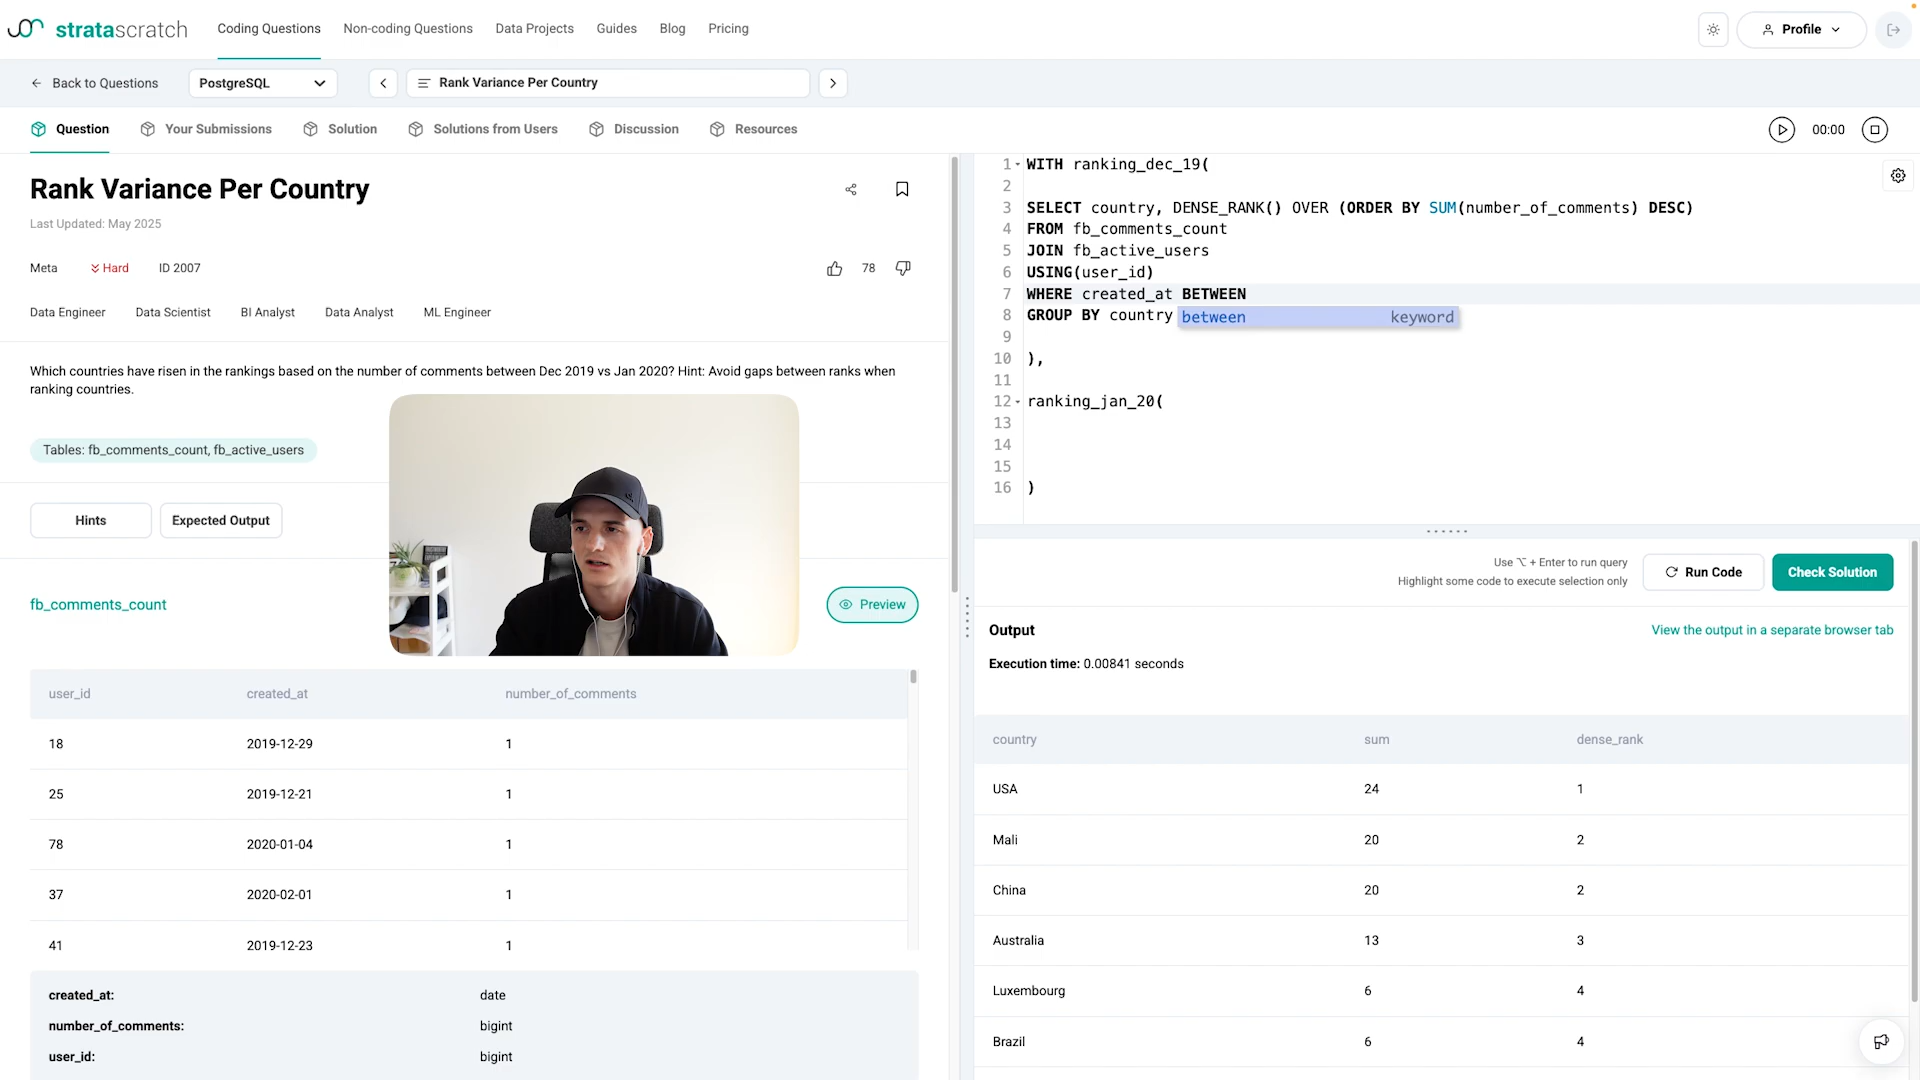 stratascratch
Coding Questions
Non-coding Questions
Data Projects
Guides
Blog
Pricing
Profile
Back to Questions
PostgreSQL
Rank Variance Per Country
Question
Your Submissions
Solution
Solutions from Users
Discussion
Resources
00:00
Rank Variance Per Country
Last Updated: May 2025
Meta
Hard
ID 2007
78
Data Engineer
Data Scientist
BI Analyst
Data Analyst
ML Engineer
Which countries have risen in the rankings based on the number of comments between Dec 2019 vs Jan 2020? Hint: Avoid gaps between ranks when
ranking countries.
Tables: fb_comments_count, fb_active_users
Hints
Expected Output
fb_comments_count
Preview
user_id created_at number_of_comments
18 2019-12-29 1
25 2019-12-21 1
78 2020-01-04 1
37 2020-02-01 1
41 2019-12-23 1
created_at: date
number_of_comments: bigint
user_id: bigint
1 WITH ranking_dec_19(
2
3 SELECT country, DENSE_RANK() OVER (ORDER BY SUM(number_of_comments) DESC)
4 FROM fb_comments_count
5 JOIN fb_active_users
6 USING(user_id)
7 WHERE created_at BETWEEN
8 GROUP BY country
between keyword
9
10 ),
11
12 ranking_jan_20(
13
14
15
16 )
Use ⌥ + Enter to run query
Highlight some code to execute selection only
Run Code
Check Solution
Output
View the output in a separate browser tab
Execution time: 0.00841 seconds
country sum dense_rank
USA 24 1
Mali 20 2
China 20 2
Australia 13 3
Luxembourg 6 4
Brazil 6 4